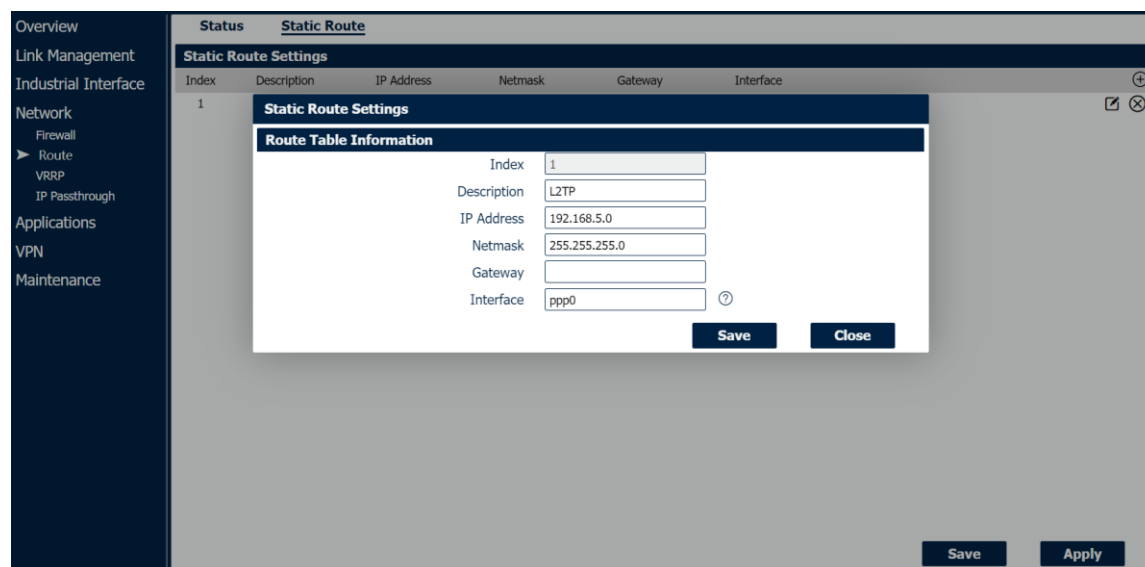 Overview
Link Management
Industrial Interface
Network
Firewall
Route
VRRP
IP Passthrough
Applications
VPN
Maintenance
Status Static Route
Static Route Settings
Index Description IP Address Netmask Gateway Interface
1
Static Route Settings
Route Table Information
Index 1
Description L2TP
IP Address 192.168.5.0
Netmask 255.255.255.0
Gateway
Interface ppp0 ?
Save Close
Save Apply